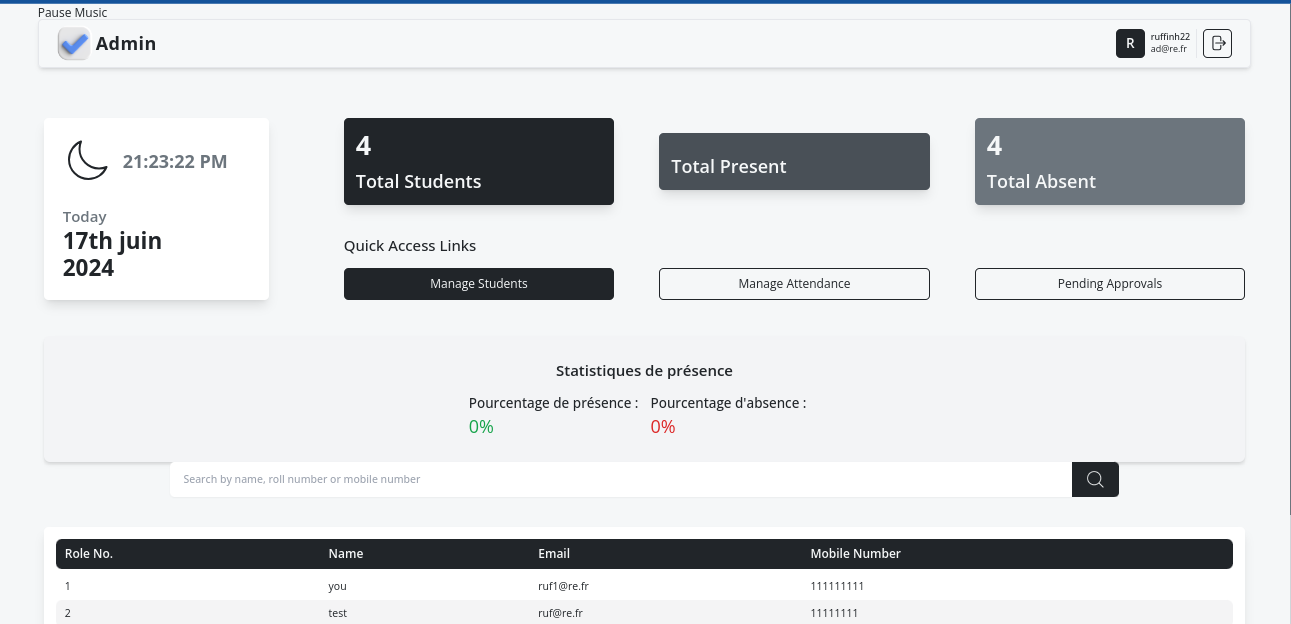 Pause Music
Admin
R
ruffinh22
ad@re.fr
21:23:22 PM
Today
17th juin
2024
4
Total Students
Total Present
4
Total Absent
Quick Access Links
Manage Students
Manage Attendance
Pending Approvals
Statistiques de présence
Pourcentage de présence :
0%
Pourcentage d'absence :
0%
Search by name, roll number or mobile number
Role No. Name Email Mobile Number
1 you ruf1@re.fr 111111111
2 test ruf@re.fr 11111111